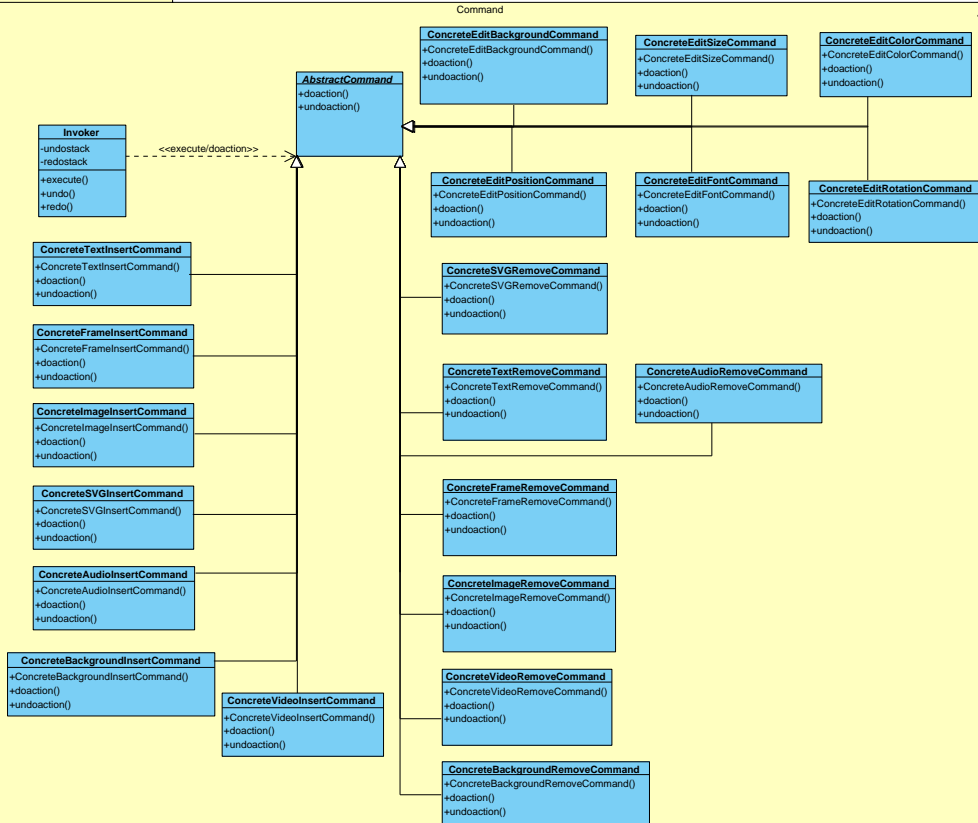 Command
ConcreteEditBackgroundCommand
+ConcreteEditBackgroundCommand()
+doaction()
+undoaction()
ConcreteEditSizeCommand
+ConcreteEditSizeCommand()
+doaction()
+undoaction()
ConcreteEditColorCommand
+ConcreteEditColorCommand()
+doaction()
+undoaction()
AbstractCommand
+doaction()
+undoaction()
Invoker
-undostack
-redostack
+execute()
+undo()
+redo()
<<execute/doaction>>
ConcreteEditPositionCommand
+ConcreteEditPositionCommand()
+doaction()
+undoaction()
ConcreteEditFontCommand
+ConcreteEditFontCommand()
+doaction()
+undoaction()
ConcreteEditRotationCommand
+ConcreteEditRotationCommand()
+doaction()
+undoaction()
ConcreteTextInsertCommand
+ConcreteTextInsertCommand()
+doaction()
+undoaction()
ConcreteFrameInsertCommand
+ConcreteFrameInsertCommand()
+doaction()
+undoaction()
ConcreteImageInsertCommand
+ConcreteImageInsertCommand()
+doaction()
+undoaction()
ConcreteSVGInsertCommand
+ConcreteSVGInsertCommand()
+doaction()
+undoaction()
ConcreteAudioInsertCommand
+ConcreteAudioInsertCommand()
+doaction()
+undoaction()
ConcreteBackgroundInsertCommand
+ConcreteBackgroundInsertCommand()
+doaction()
+undoaction()
ConcreteVideoInsertCommand
+ConcreteVideoInsertCommand()
+doaction()
+undoaction()
ConcreteSVGRemoveCommand
+ConcreteSVGRemoveCommand()
+doaction()
+undoaction()
ConcreteTextRemoveCommand
+ConcreteTextRemoveCommand()
+doaction()
+undoaction()
ConcreteAudioRemoveCommand
+ConcreteAudioRemoveCommand()
+doaction()
+undoaction()
ConcreteFrameRemoveCommand
+ConcreteFrameRemoveCommand()
+doaction()
+undoaction()
ConcreteImageRemoveCommand
+ConcreteImageRemoveCommand()
+doaction()
+undoaction()
ConcreteVideoRemoveCommand
+ConcreteVideoRemoveCommand()
+doaction()
+undoaction()
ConcreteBackgroundRemoveCommand
+ConcreteBackgroundRemoveCommand()
+doaction()
+undoaction()